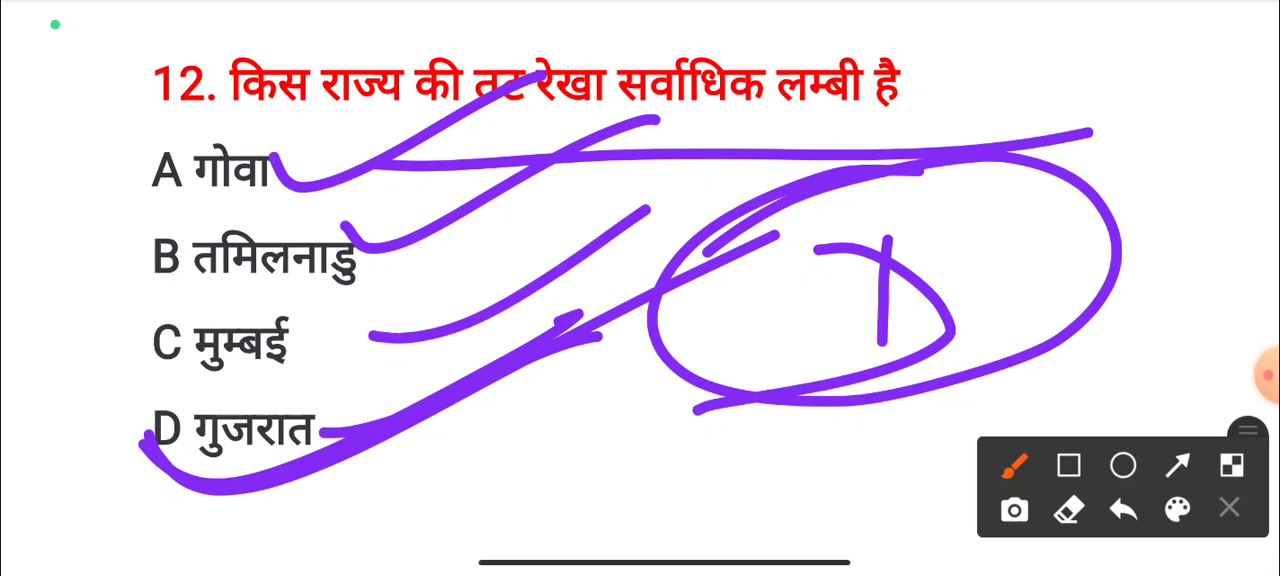 12. किस राज्य की तट रेखा सर्वाधिक लम्बी है
A गोवा
B तमिलनाडु
C मुम्बई
D गुजरात
D